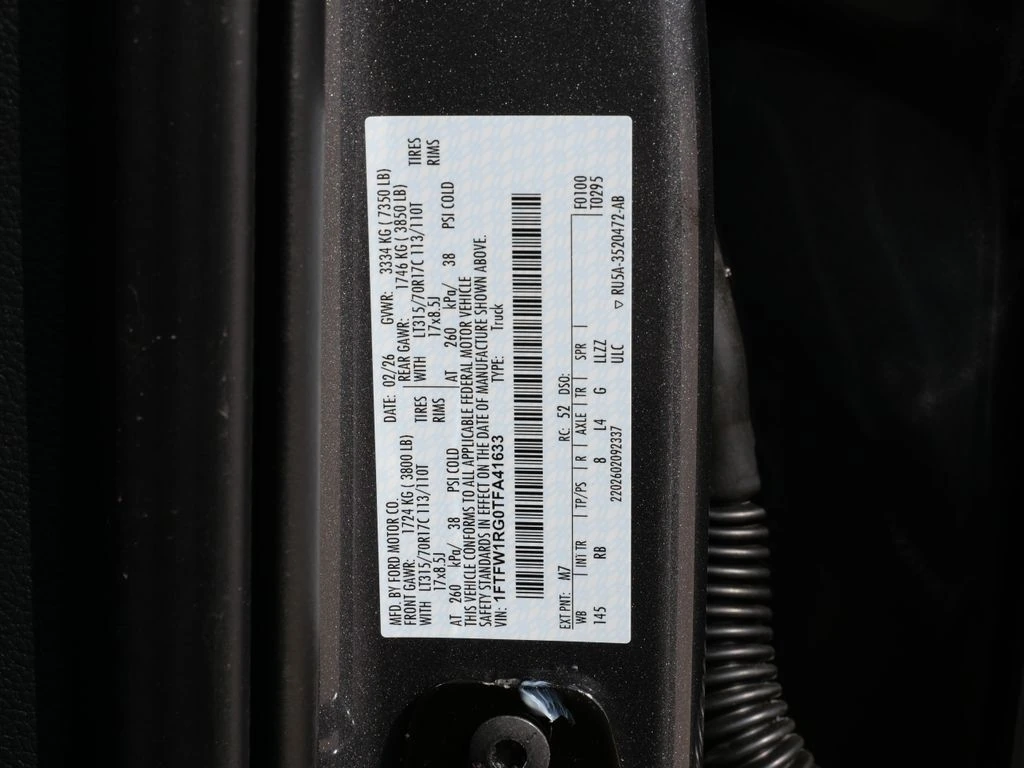 MFD. BY FORD MOTOR CO. DATE: 02/26 GVWR: 3334 KG ( 7350 LB)
FRONT GAWR: 1724 KG ( 3800 LB) REAR GAWR: 1746 KG ( 3850 LB)
WITH LT315/70R17C 113/110T TIRES WITH LT315/70R17C 113/110T TIRES
17x8.5J RIMS 17x8.5J RIMS
AT 260 kPa/ 38 PSI COLD AT 260 kPa/ 38 PSI COLD
THIS VEHICLE CONFORMS TO ALL APPLICABLE FEDERAL MOTOR VEHICLE
SAFETY STANDARDS IN EFFECT ON THE DATE OF MANUFACTURE SHOWN ABOVE.
VIN: 1FTFW1RG0TFA41633 TYPE: Truck
EXT PNT: M7 RC: 52 DSO:
WB INT TR TP/PS R AXLE TR SPR F0100
145 RB 8 L4 G LLZZ T0295
2202602092337 ULC ▽ RU5A-3520472-AB